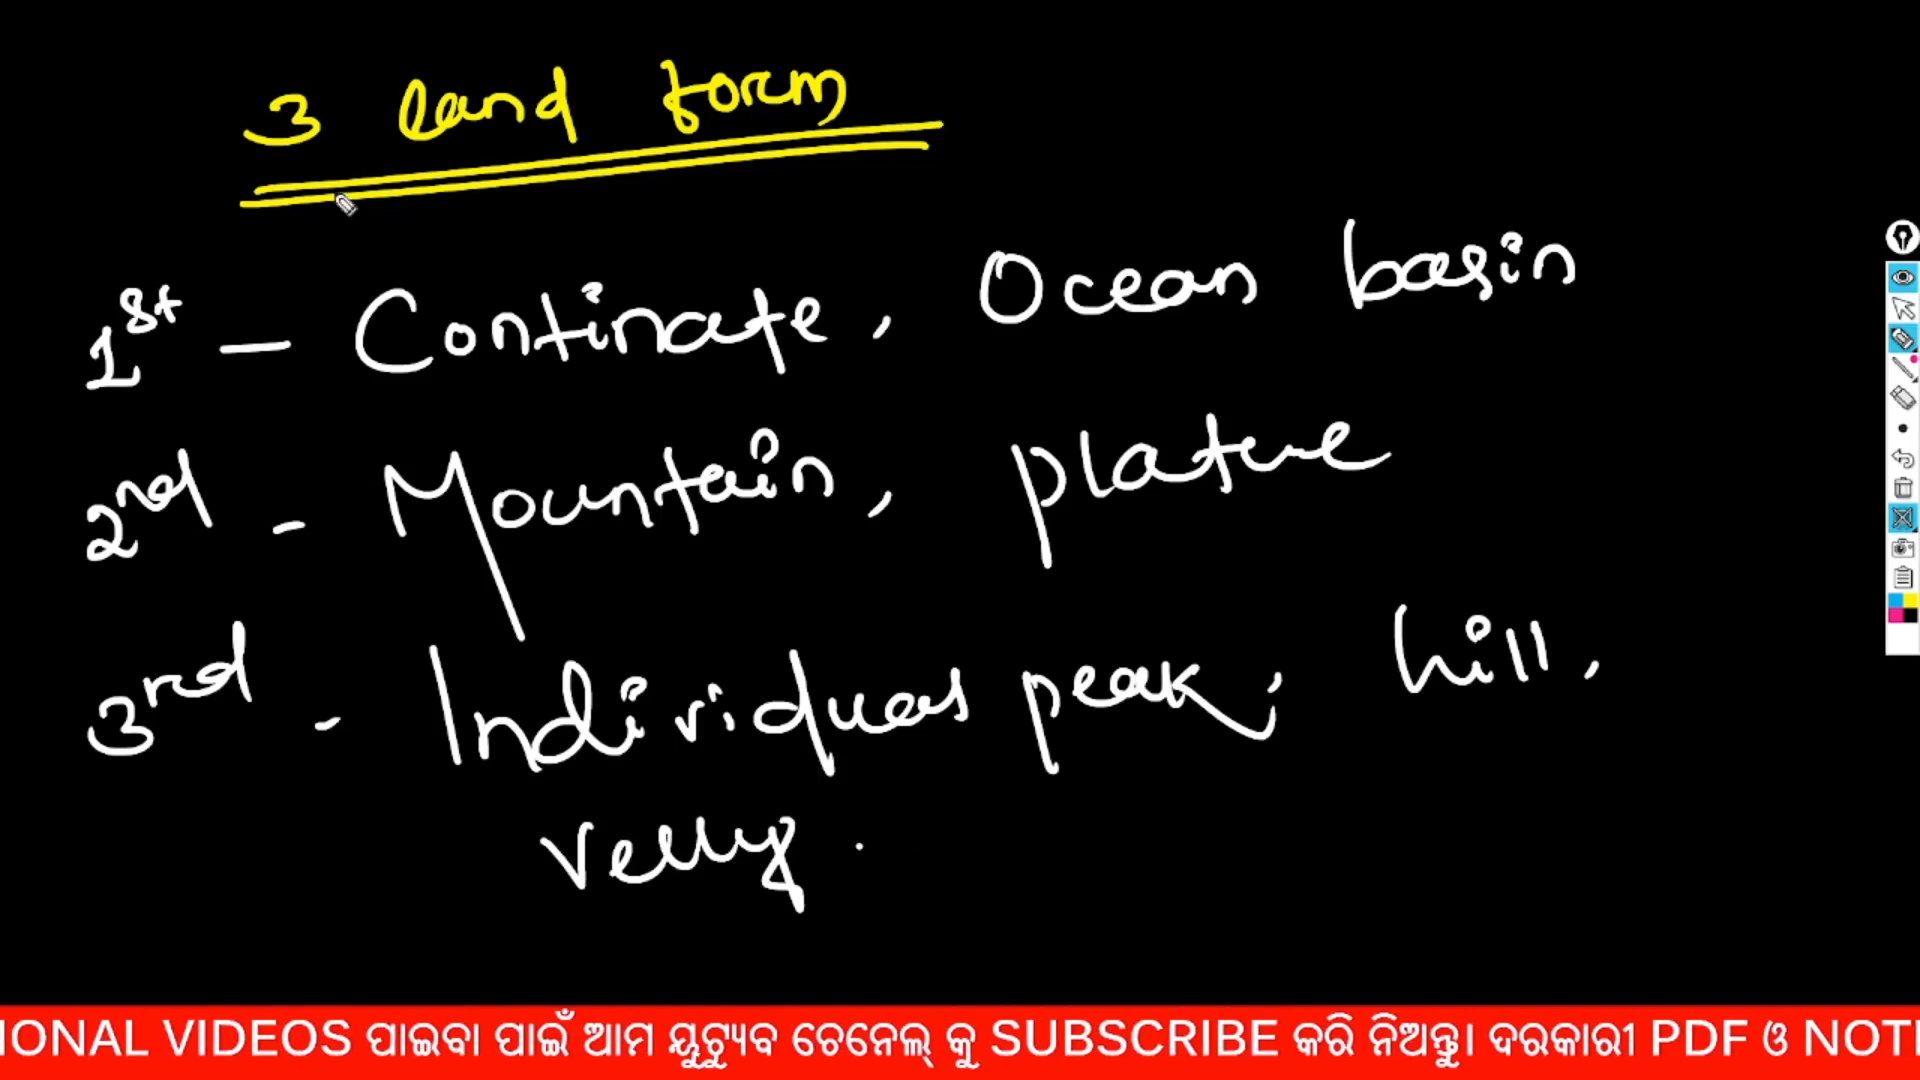 3 land form
1st - Continate, Ocean basin
2nd - Mountain, plature
3rd - Individual peak, hill,
velly.
IONAL VIDEOS ପାଇବା ପାଇଁ ଆମ ୟୁଟ୍ୟୁବ ଚେନେଲ୍ କୁ SUBSCRIBE କରି ନିଅନ୍ତୁ। ଦରକାରୀ PDF ଓ NOT